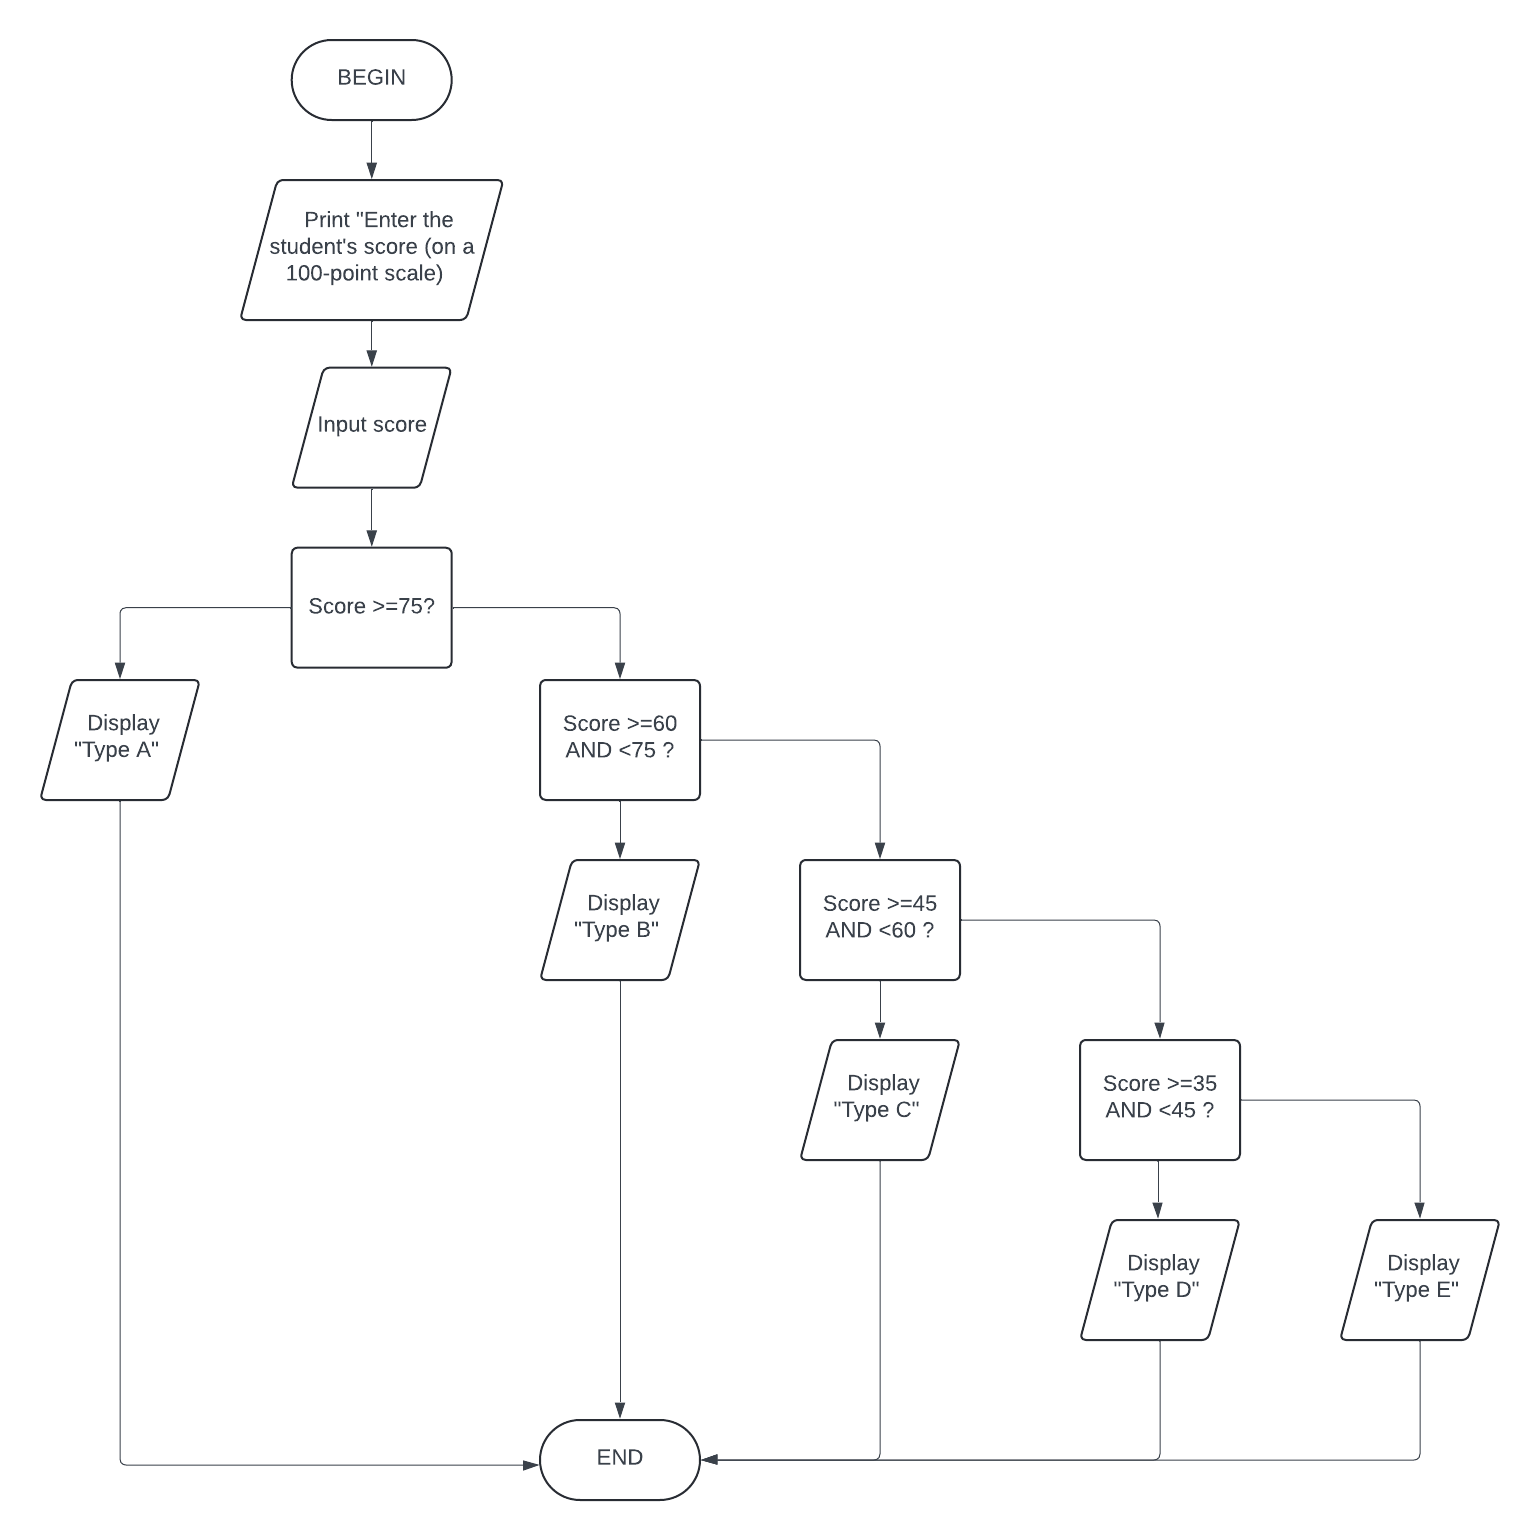 BEGIN
Print "Enter the
student's score (on a
100-point scale)
Input score
Score >=75?
Display
"Type A"
Score >=60
AND <75 ?
Display
"Type B"
Score >=45
AND <60 ?
Display
"Type C"
Score >=35
AND <45 ?
Display
"Type D"
Display
"Type E"
END